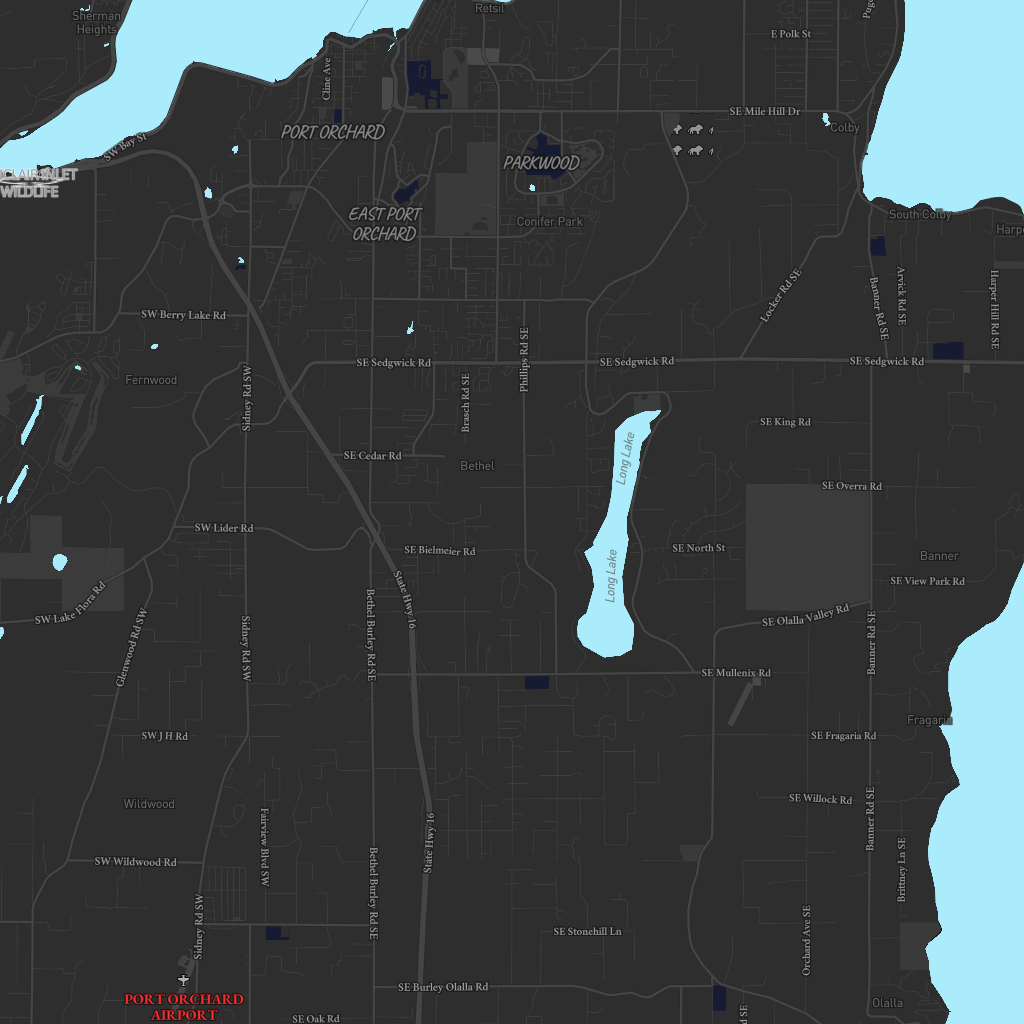 Sherman
Heights
Retsil
E Polk St
Cline Ave
SE Mile Hill Dr
Colby
PORT ORCHARD
SW Bay St
PARKWOOD
WILDLIFE
EAST PORT
ORCHARD
Conifer Park
South Colby
Harpe
Locker Rd SE
Banner Rd SE
Arvick Rd SE
Harper Hill Rd SE
SW Berry Lake Rd
Phillips Rd SE
SE Sedgwick Rd
SE Sedgwick Rd
SE Sedgwick Rd
Fernwood
Sidney Rd SW
Brasch Rd SE
SE King Rd
Long Lake
SE Cedar Rd
Bethel
SE Overra Rd
SW Lider Rd
SE Bielmeier Rd
SE North St
Banner
Long Lake
SE View Park Rd
SW Lake Flora Rd
State Hwy 16
Bethel Burley Rd SE
SE Olalla Valley Rd
Glenwood Rd SW
Sidney Rd SW
Banner Rd SE
SE Mullenix Rd
Fragaria
SW J H Rd
SE Fragaria Rd
Wildwood
SE Willock Rd
Fairview Blvd SW
State Hwy 16
Banner Rd SE
SW Wildwood Rd
Bethel Burley Rd SE
Brittney Ln SE
Sidney Rd SW
SE Stonehill Ln
Orchard Ave SE
SE Burley Olalla Rd
PORT ORCHARD
AIRPORT
Olalla
SE Oak Rd